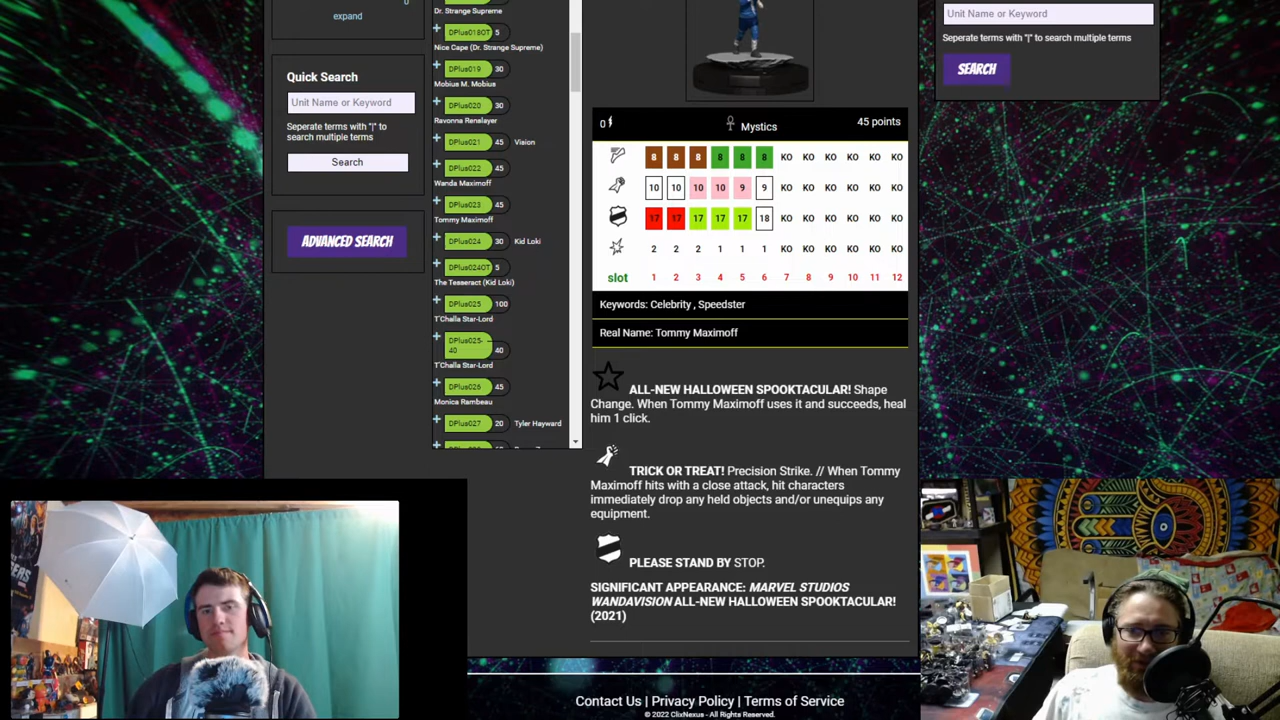 0
expand
Quick Search
Unit Name or Keyword
Seperate terms with "|" to
search multiple terms
Search
ADVANCED SEARCH
Dr. Strange Supreme
DPlus018OT 5
Nice Cape (Dr. Strange Supreme)
DPlus019 30
Mobius M. Mobius
DPlus020 30
Ravonna Renslayer
DPlus021 45 Vision
DPlus022 45
Wanda Maximoff
DPlus023 45
Tommy Maximoff
DPlus024 30 Kid Loki
DPlus024OT 5
The Tesseract (Kid Loki)
DPlus025 100
T'Challa Star-Lord
DPlus025-
40 40
T'Challa Star-Lord
DPlus026 45
Monica Rambeau
DPlus027 20 Tyler Hayward
0 Mystics 45 points
8 8 8 8 8 8 KO KO KO KO KO KO
10 10 10 10 9 9 KO KO KO KO KO KO
17 17 17 17 17 18 KO KO KO KO KO KO
2 2 2 1 1 1 KO KO KO KO KO KO
slot 1 2 3 4 5 6 7 8 9 10 11 12
Keywords: Celebrity , Speedster
Real Name: Tommy Maximoff
ALL-NEW HALLOWEEN SPOOKTACULAR! Shape
Change. When Tommy Maximoff uses it and succeeds, heal
him 1 click.
TRICK OR TREAT! Precision Strike. // When Tommy
Maximoff hits with a close attack, hit characters
immediately drop any held objects and/or unequips any
equipment.
PLEASE STAND BY STOP.
SIGNIFICANT APPEARANCE: MARVEL STUDIOS
WANDAVISION ALL-NEW HALLOWEEN SPOOKTACULAR!
(2021)
Contact Us | Privacy Policy | Terms of Service
© 2022 ClixNexus - All Rights Reserved.
Unit Name or Keyword
Seperate terms with "|" to search multiple terms
SEARCH